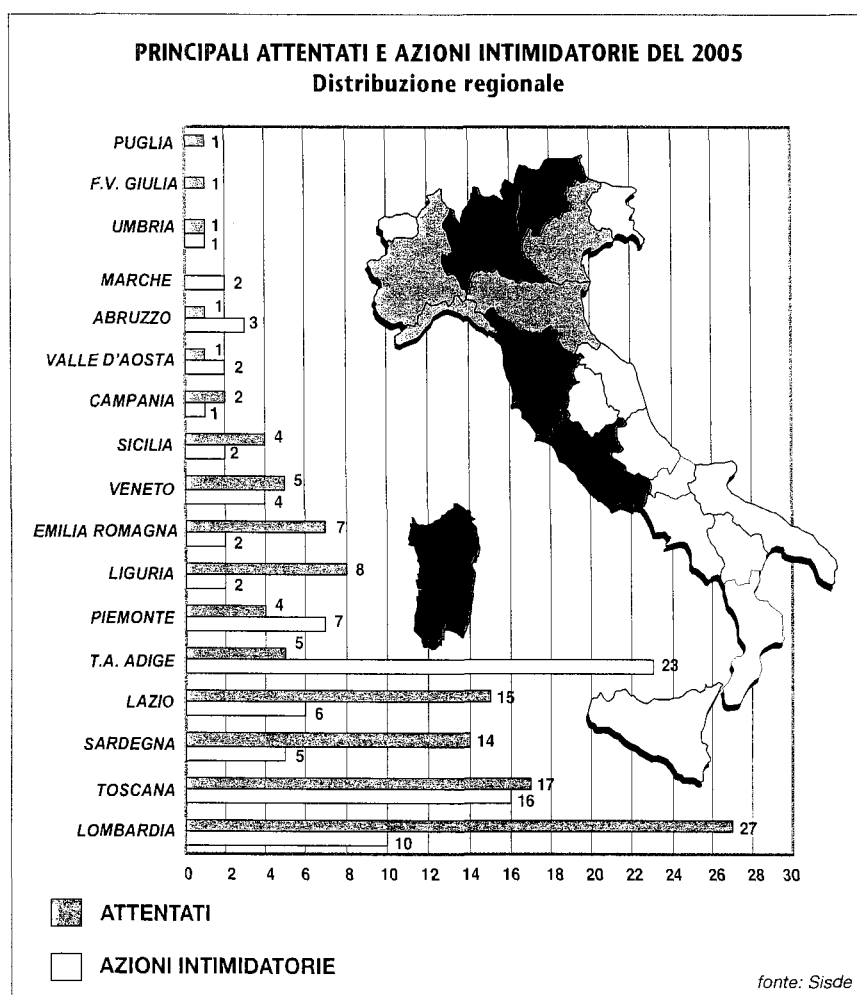 PRINCIPALI ATTENTATI E AZIONI INTIMIDATORIE DEL 2005
Distribuzione regionale
PUGLIA 1
F.V. GIULIA 1
UMBRIA 1
1
MARCHE 2
ABRUZZO 1
3
VALLE D'AOSTA 1
2
CAMPANIA 2
1
SICILIA 4
2
VENETO 5
4
EMILIA ROMAGNA 7
2
LIGURIA 8
2
PIEMONTE 4
7
T.A. ADIGE 5
23
LAZIO 15
6
SARDEGNA 14
5
TOSCANA 17
16
LOMBARDIA 27
10
0 2 4 6 8 10 12 14 16 18 20 22 24 26 28 30
ATTENTATI
AZIONI INTIMIDATORIE
fonte: Sisde